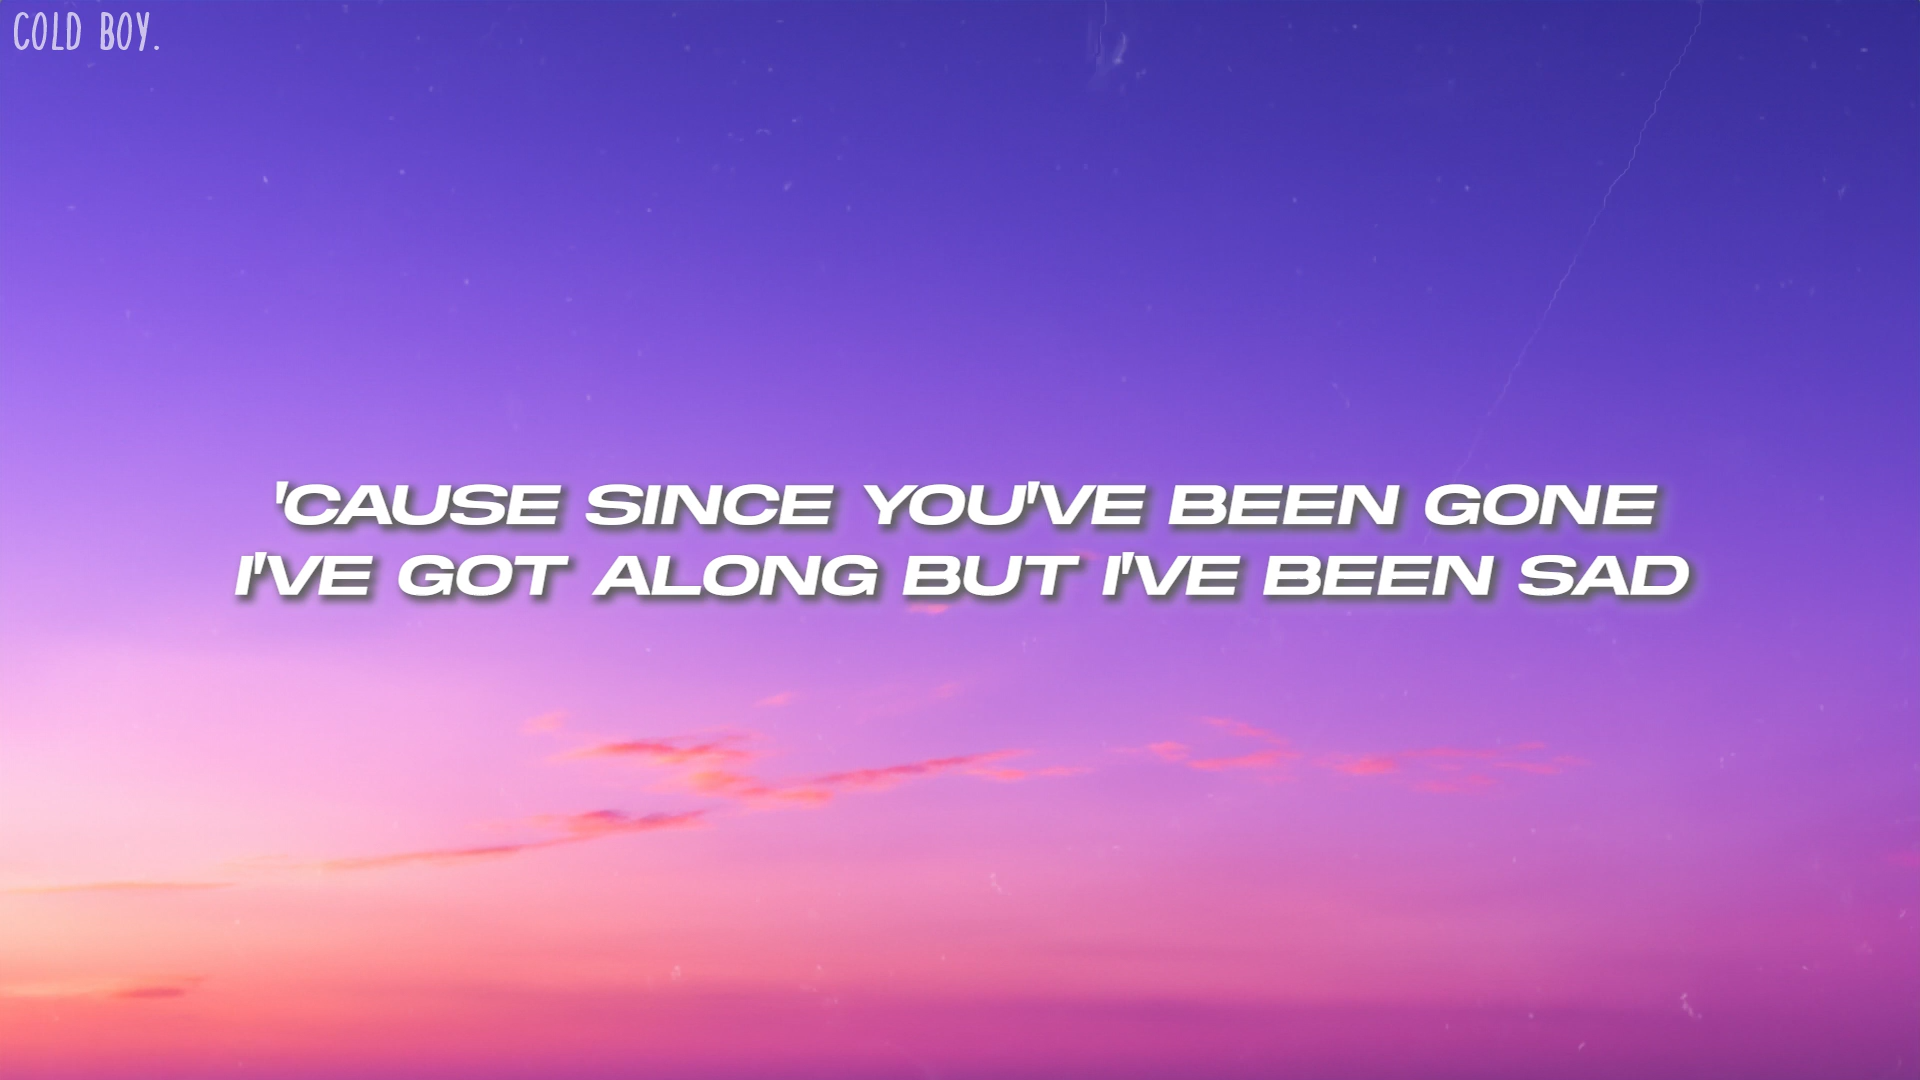 COLD BOY.
'CAUSE SINCE YOU'VE BEEN GONE
I'VE GOT ALONG BUT I'VE BEEN SAD